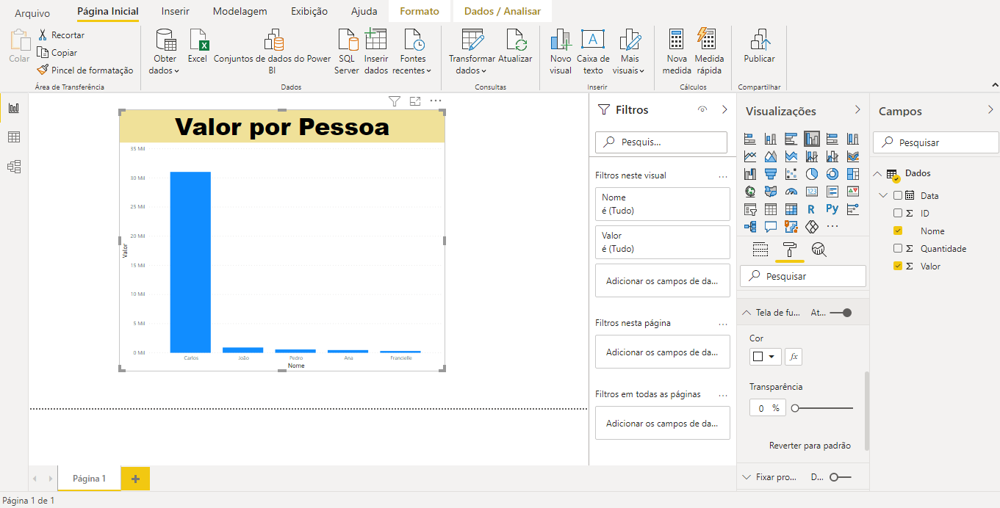 Arquivo
Página Inicial
Inserir
Modelagem
Exibição
Ajuda
Formato
Dados / Analisar
Colar
Recortar
Copiar
Pincel de formatação
Área de Transferência
Obter
dados
Excel
Conjuntos de dados do Power
BI
SQL
Server
Inserir
dados
Fontes
recentes
Dados
Transformar
dados
Atualizar
Consultas
Novo
visual
Caixa de
texto
A
Mais
visuais
Inserir
Nova
medida
Medida
rápida
Cálculos
Publicar
Compartilhar
Valor por Pessoa
35 Mil
30 Mil
25 Mil
20 Mil
15 Mil
10 Mil
5 Mil
0 Mil
Valor
Carlos
João
Pedro
Ana
Francielle
Nome
Filtros
Pesquis...
Filtros neste visual
Nome
é (Tudo)
Valor
é (Tudo)
Adicionar os campos de da...
Filtros nesta página
Adicionar os campos de da...
Filtros em todas as páginas
Adicionar os campos de da...
Visualizações
123
R
Py
Pesquisar
Tela de fu...
At...
Cor
fx
Transparência
0 %
Reverter para padrão
Fixar pro...
D...
Campos
Pesquisar
Dados
Data
Σ ID
Nome
Σ Quantidade
Σ Valor
Página 1
Página 1 de 1